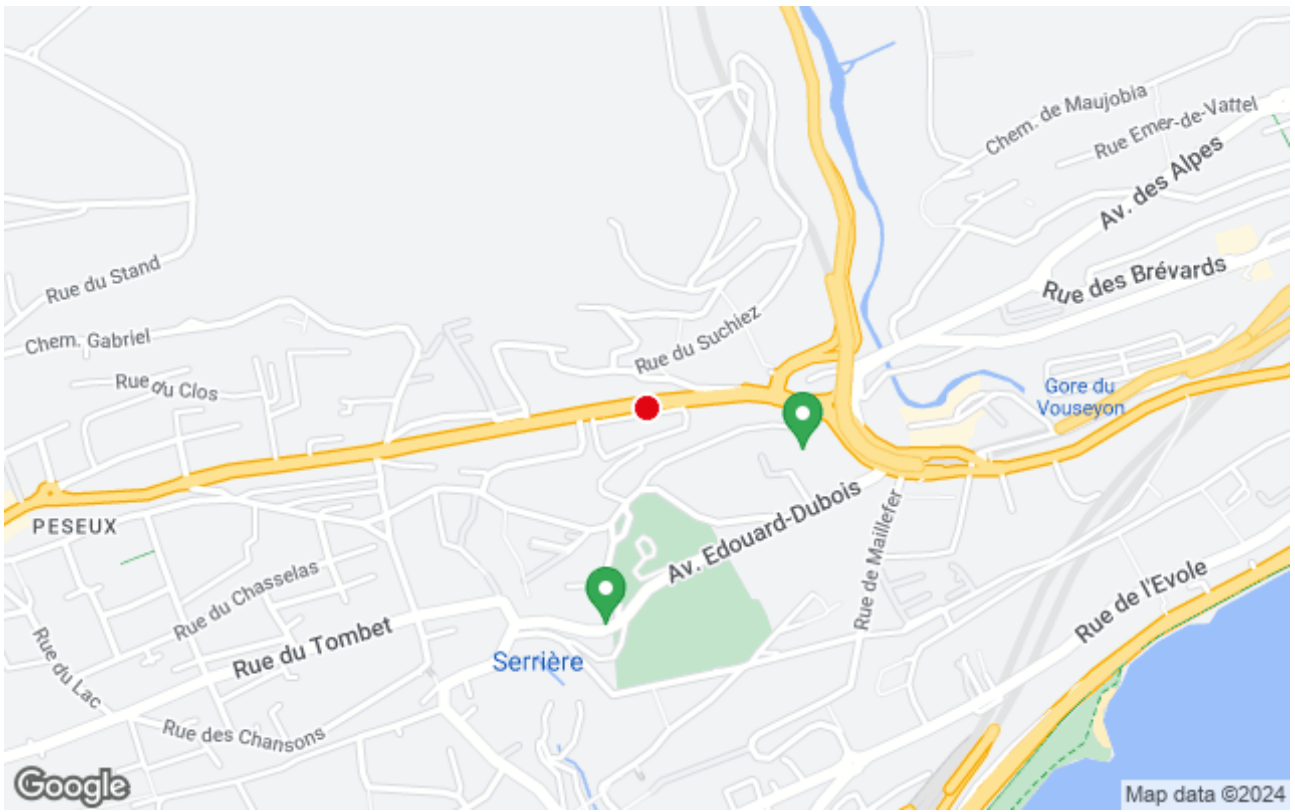 Chem. de Maujobia
Rue Emer-de-Vattel
Av. des Alpes
Rue des Brévards
Rue du Stand
Chem. Gabriel
Rue du Suchiez
Rue du Clos
Gore du
Vouseyon
PESEUX
Av. Edouard-Dubois
Rue de Maillefer
Rue du Chasselas
Rue du Tombet
Rue de l'Evole
Serrière
Rue du Lac
Rue des Chansons
Google
Map data ©2024